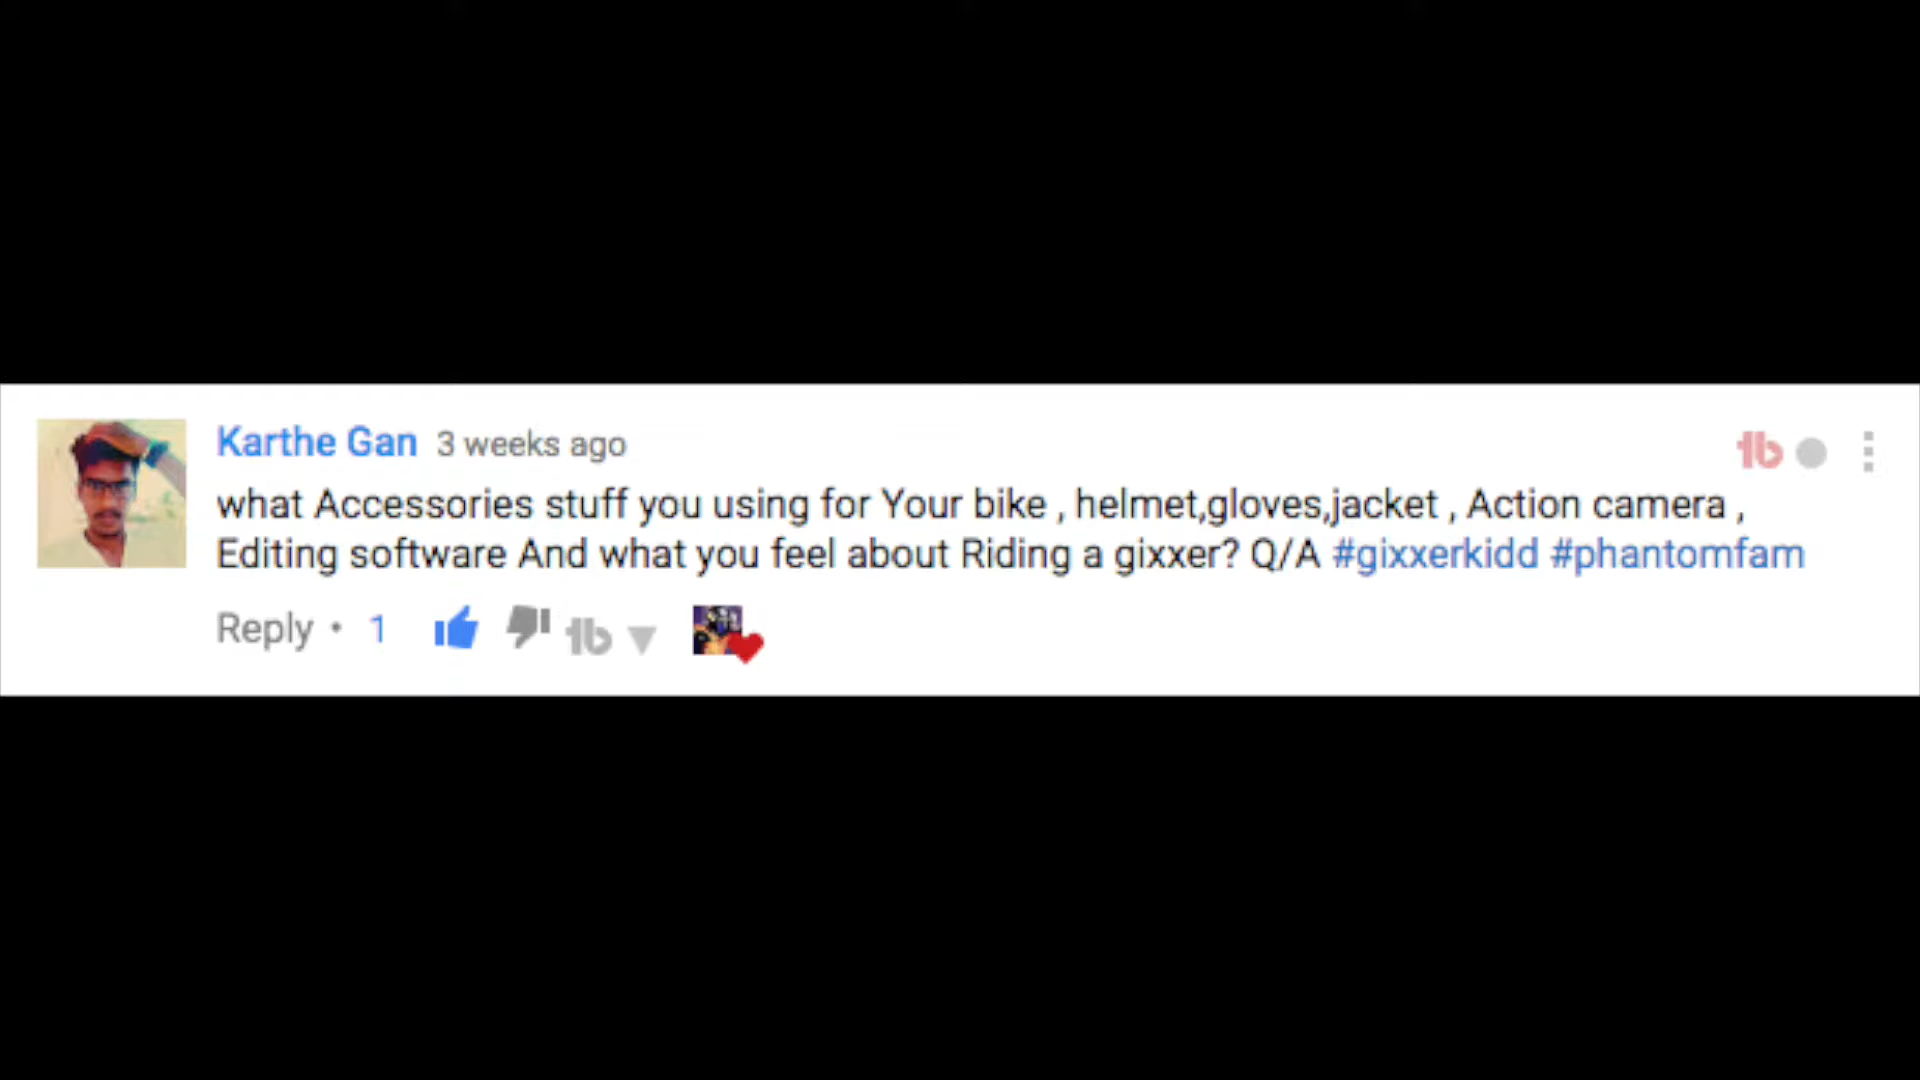 Karthe Gan 3 weeks ago
what Accessories stuff you using for Your bike , helmet,gloves,jacket , Action camera ,
Editing software And what you feel about Riding a gixxer? Q/A #gixxerkidd #phantomfam
Reply • 1